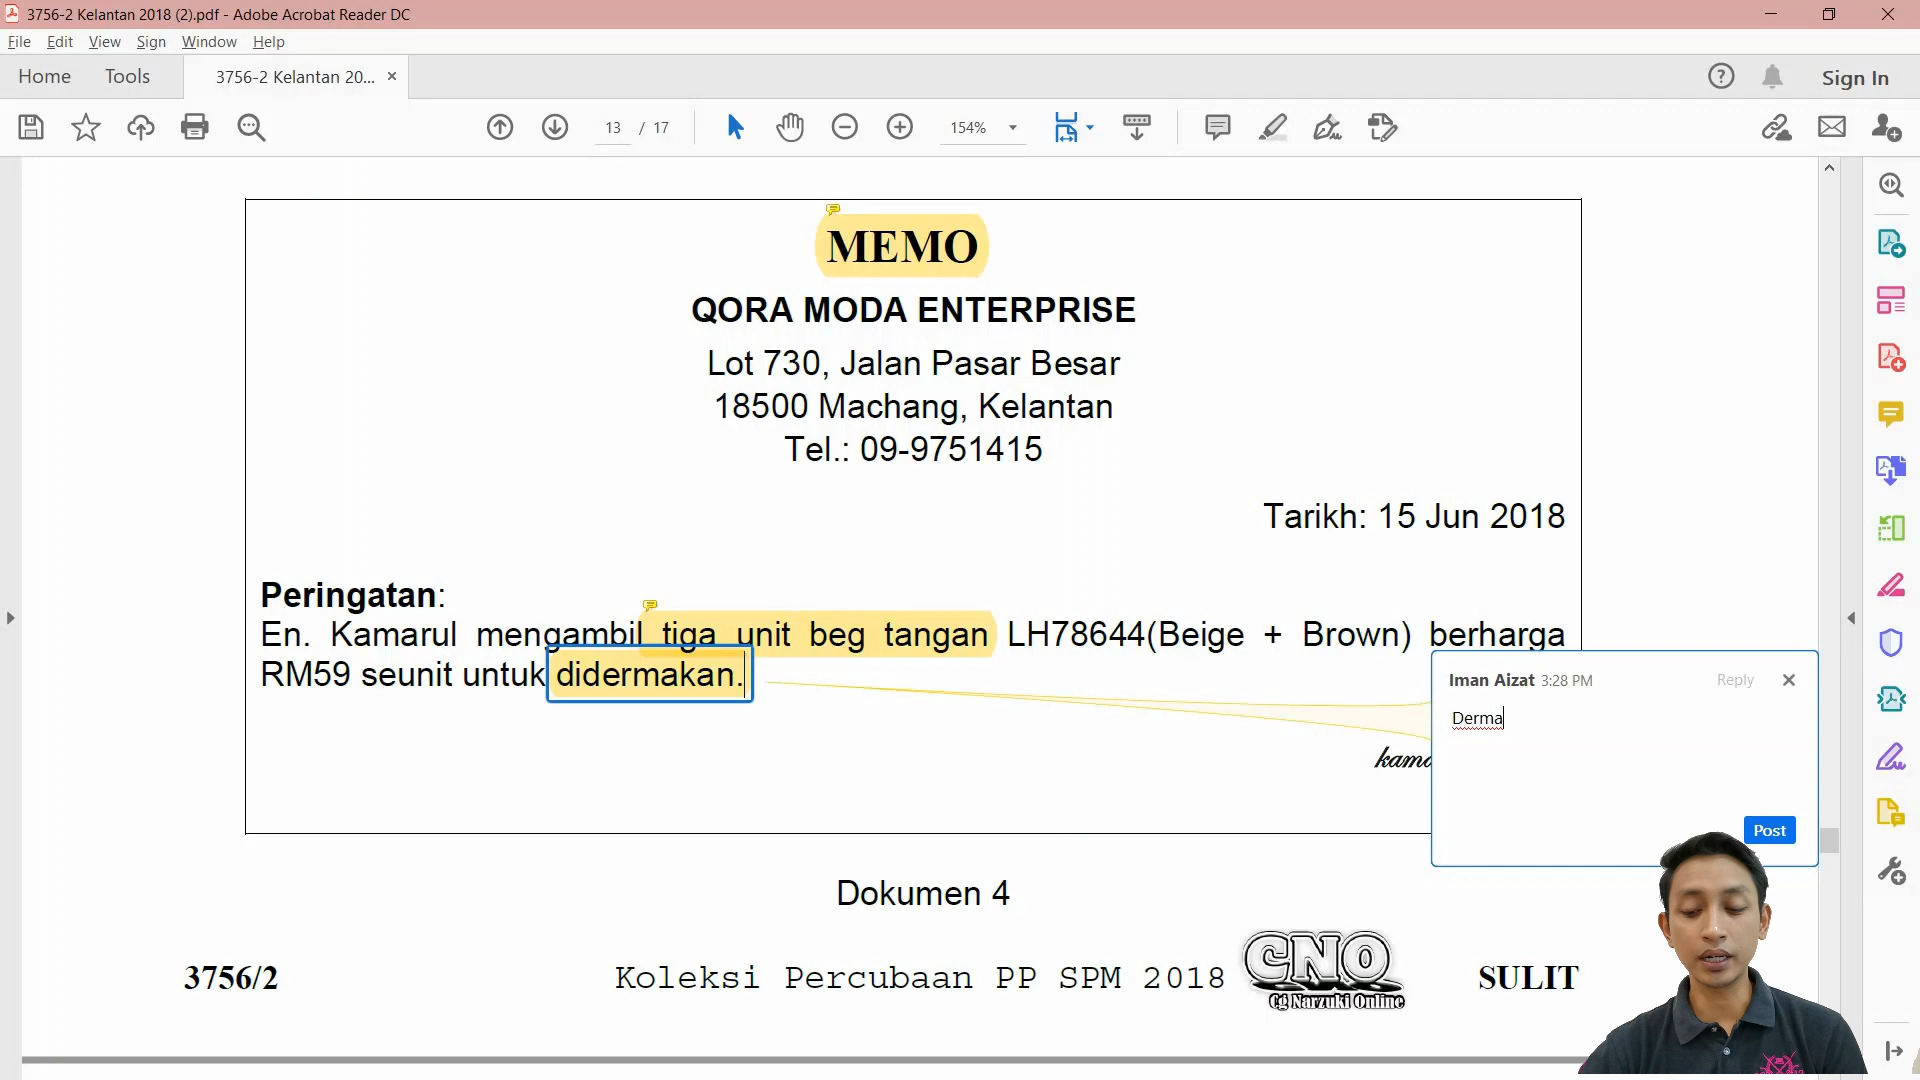 3756-2 Kelantan 2018 (2).pdf - Adobe Acrobat Reader DC
File Edit View Sign Window Help
Home Tools 3756-2 Kelantan 20... Sign In
13 / 17 154%
MEMO
QORA MODA ENTERPRISE
Lot 730, Jalan Pasar Besar
18500 Machang, Kelantan
Tel.: 09-9751415
Tarikh: 15 Jun 2018
Peringatan:
En. Kamarul mengambil tiga unit beg tangan LH78644(Beige + Brown) berharga
RM59 seunit untuk didermakan.
Iman Aizat 3:28 PM Reply
Derma
Post
Dokumen 4
3756/2 Koleksi Percubaan PP SPM 2018 CNO SULIT
Cg Narzuki Online